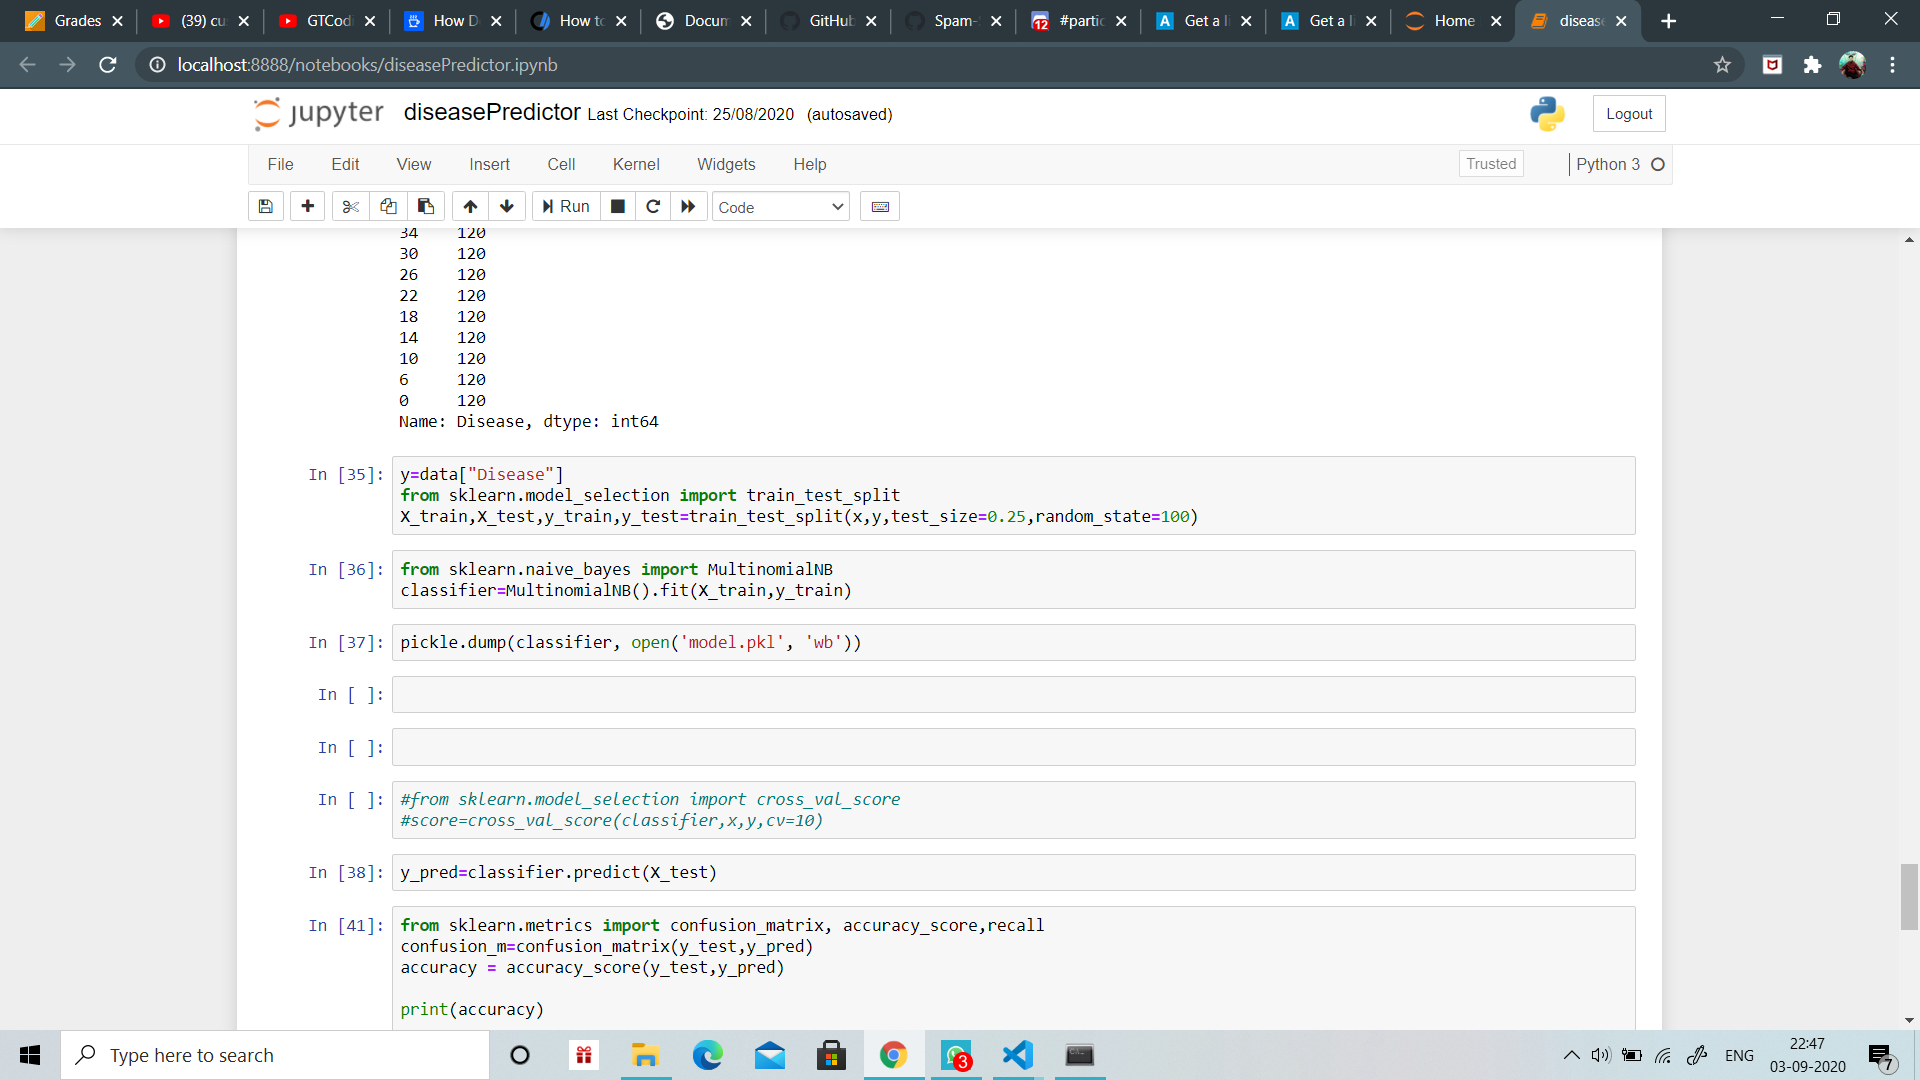 Grades
(39) cu
GTCodi
How D
How to
Docum
GitHub
Spam-
#partic
Get a li
Get a li
Home
disease
localhost:8888/notebooks/diseasePredictor.ipynb
jupyter diseasePredictor Last Checkpoint: 25/08/2020 (autosaved)
Logout
File Edit View Insert Cell Kernel Widgets Help
Trusted
Python 3
Run
Code
34 120
30 120
26 120
22 120
18 120
14 120
10 120
6 120
0 120
Name: Disease, dtype: int64
In [35]: y=data["Disease"]
from sklearn.model_selection import train_test_split
X_train,X_test,y_train,y_test=train_test_split(x,y,test_size=0.25,random_state=100)
In [36]: from sklearn.naive_bayes import MultinomialNB
classifier=MultinomialNB().fit(X_train,y_train)
In [37]: pickle.dump(classifier, open('model.pkl', 'wb'))
In [ ]:
In [ ]:
In [ ]: #from sklearn.model_selection import cross_val_score
#score=cross_val_score(classifier,x,y,cv=10)
In [38]: y_pred=classifier.predict(X_test)
In [41]: from sklearn.metrics import confusion_matrix, accuracy_score,recall
confusion_m=confusion_matrix(y_test,y_pred)
accuracy = accuracy_score(y_test,y_pred)
print(accuracy)
Type here to search
3
ENG
22:47
03-09-2020
7
12